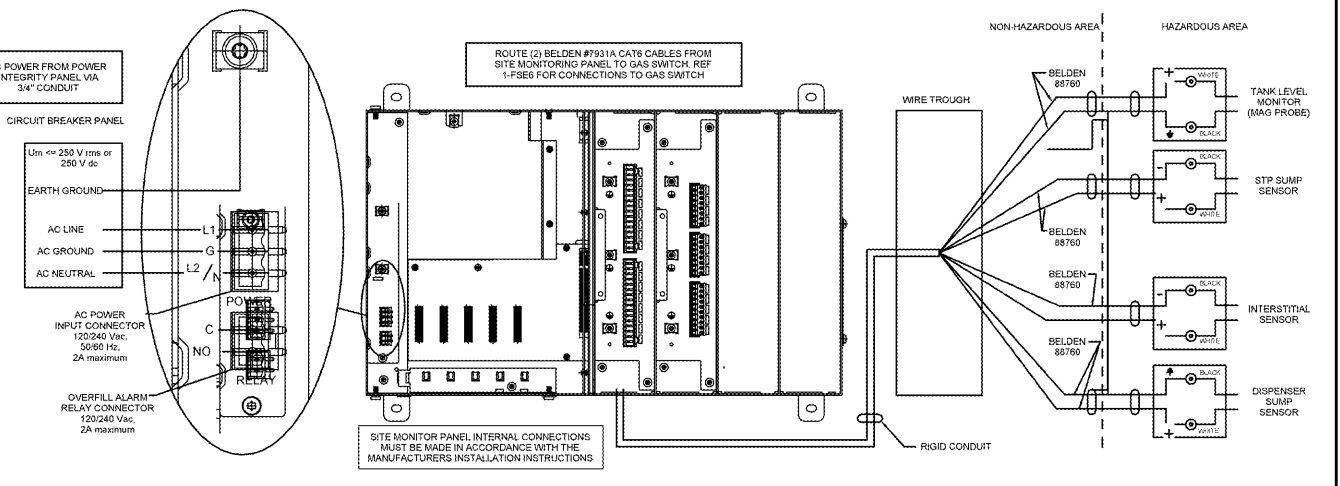 POWER FROM POWER
NTEGRITY PANEL VIA
3/4" CONDUIT
CIRCUIT BREAKER PANEL
Um <= 250 V rms or
250 V dc
EARTH GROUND
AC LINE
AC GROUND
AC NEUTRAL
L1
G
L2
/N
POWER
C
NO
RELAY
AC POWER
INPUT CONNECTOR
120/240 Vac,
50/60 Hz,
2A maximum
OVERFILL ALARM
RELAY CONNECTOR
120/240 Vac,
2A maximum
ROUTE (2) BELDEN #7931A CAT6 CABLES FROM
SITE MONITORING PANEL TO GAS SWITCH. REF
1-FSE6 FOR CONNECTIONS TO GAS SWITCH
SITE MONITOR PANEL INTERNAL CONNECTIONS
MUST BE MADE IN ACCORDANCE WITH THE
MANUFACTURERS INSTALLATION INSTRUCTIONS
WIRE TROUGH
RIGID CONDUIT
NON-HAZARDOUS AREA
HAZARDOUS AREA
BELDEN
88760
BELDEN
88760
BELDEN
88760
BELDEN
88760
+
WHITE
BLACK
TANK LEVEL
MONITOR
(MAG PROBE)
-
BLACK
+
WHITE
STP SUMP
SENSOR
-
BLACK
+
WHITE
INTERSTITIAL
SENSOR
BLACK
+
WHITE
DISPENSER
SUMP
SENSOR